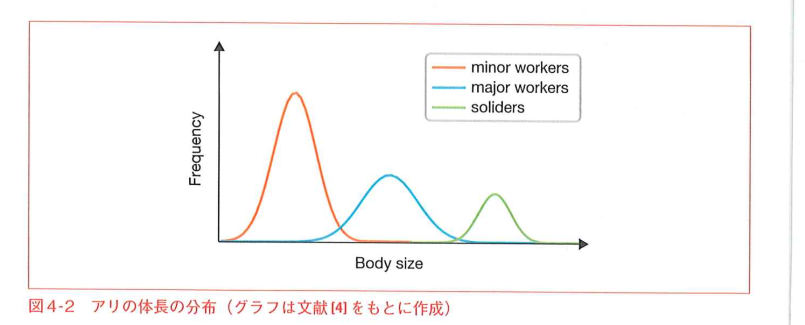 minor workers
major workers
soliders
Frequency
Body size
図4-2 アリの体長の分布（グラフは文献[4]をもとに作成）